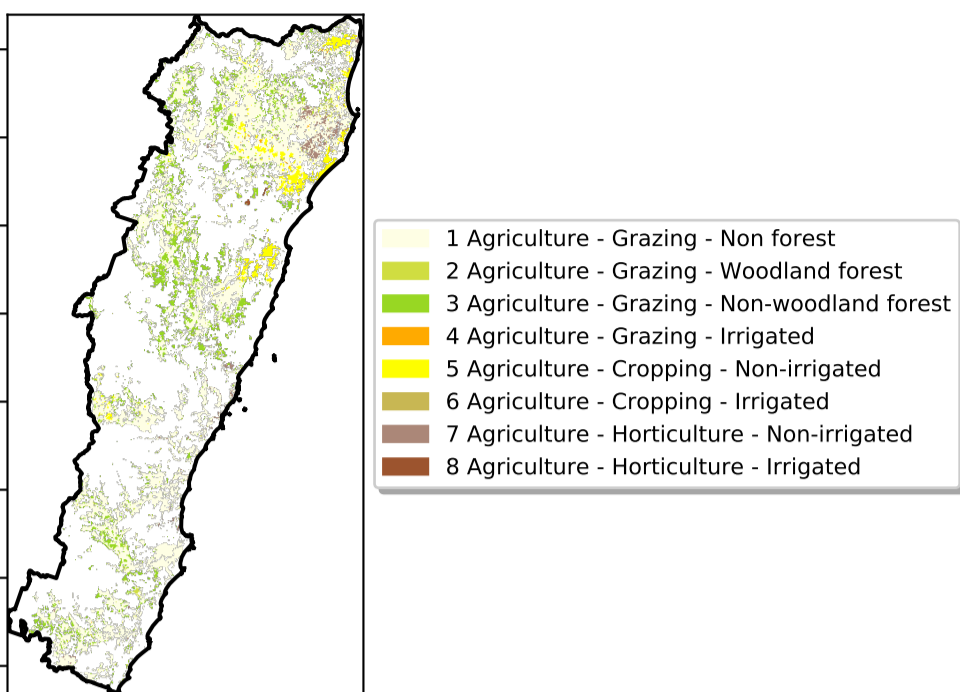 1 Agriculture - Grazing - Non forest
2 Agriculture - Grazing - Woodland forest
3 Agriculture - Grazing - Non-woodland forest
4 Agriculture - Grazing - Irrigated
5 Agriculture - Cropping - Non-irrigated
6 Agriculture - Cropping - Irrigated
7 Agriculture - Horticulture - Non-irrigated
8 Agriculture - Horticulture - Irrigated